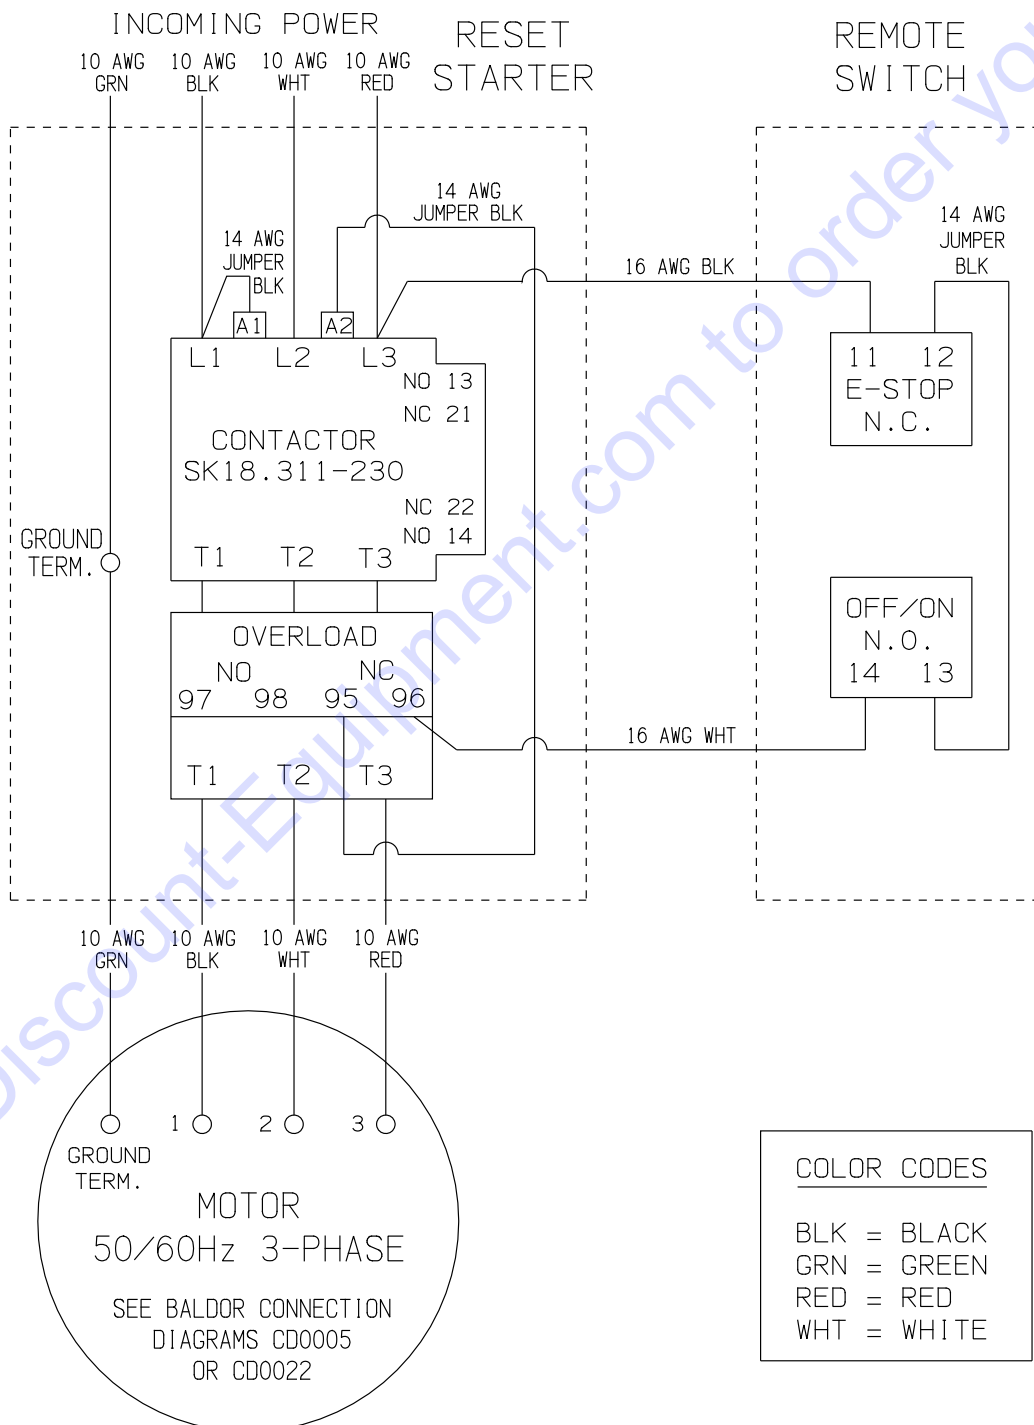 INCOMING POWER
RESET
STARTER
REMOTE
SWITCH
10 AWG
GRN
10 AWG
BLK
10 AWG
WHT
10 AWG
RED
14 AWG
JUMPER BLK
14 AWG
JUMPER
BLK
16 AWG BLK
14 AWG
JUMPER
BLK
A1
A2
L1
L2
L3
NO 13
NC 21
CONTACTOR
SK18.311-230
NC 22
NO 14
T1
T2
T3
11
12
E-STOP
N.C.
GROUND
TERM.
OVERLOAD
NO
NC
97
98
95
96
T1
T2
T3
OFF/ON
N.O.
14
13
16 AWG WHT
10 AWG
GRN
10 AWG
BLK
10 AWG
WHT
10 AWG
RED
1
2
3
GROUND
TERM.
MOTOR
50/60Hz 3-PHASE
SEE BALDOR CONNECTION
DIAGRAMS CD0005
OR CD0022
COLOR CODES
BLK = BLACK
GRN = GREEN
RED = RED
WHT = WHITE
Discount-Equipment.com to order you